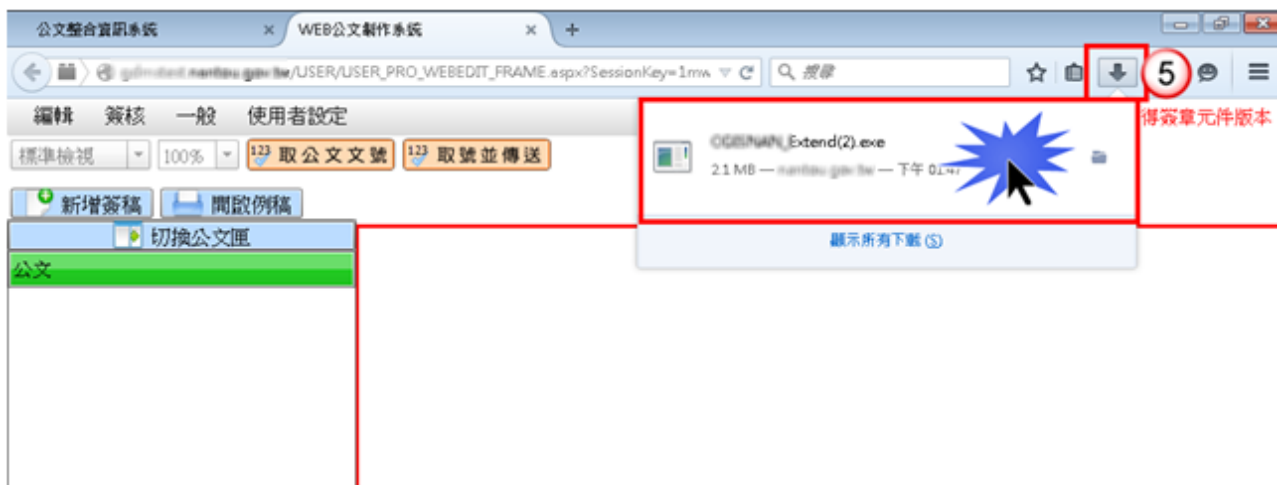 公文整合資訊系統 × WEB公文製作系統 × +
/USER/USER_PRO_WEBEDIT_FRAME.aspx?SessionKey=1mw 搜尋
5
編輯 簽核 一般 使用者設定
得簽章元件版本
標準檢視 100% 123 取公文文號 123 取號並傳送
_Extend(2).exe
2.1 MB — — 下午 01:47
新增簽稿 開啟例稿
切換公文匣
顯示所有下載(S)
公文